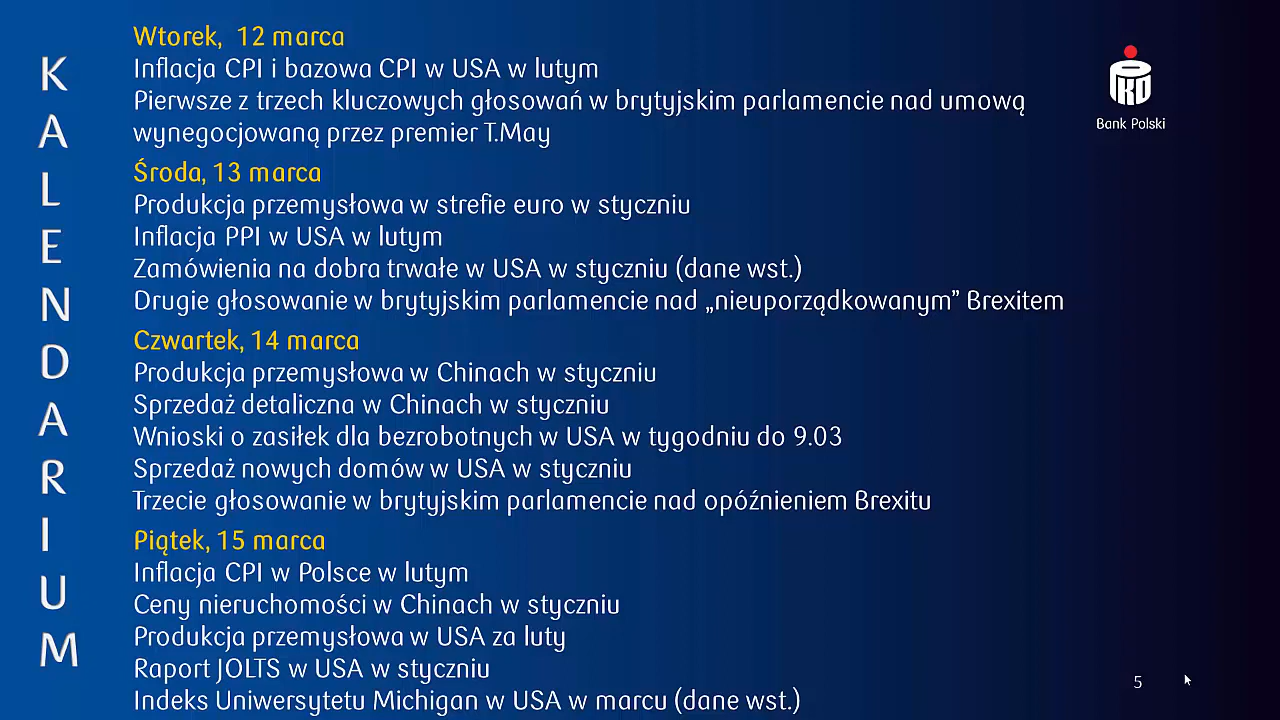 KALENDARIUM
Wtorek, 12 marca
Inflacja CPI i bazowa CPI w USA w lutym
Pierwsze z trzech kluczowych głosowań w brytyjskim parlamencie nad umową
wynegocjowaną przez premier T.May
Środa, 13 marca
Produkcja przemysłowa w strefie euro w styczniu
Inflacja PPI w USA w lutym
Zamówienia na dobra trwałe w USA w styczniu (dane wst.)
Drugie głosowanie w brytyjskim parlamencie nad „nieuporządkowanym” Brexitem
Czwartek, 14 marca
Produkcja przemysłowa w Chinach w styczniu
Sprzedaż detaliczna w Chinach w styczniu
Wnioski o zasiłek dla bezrobotnych w USA w tygodniu do 9.03
Sprzedaż nowych domów w USA w styczniu
Trzecie głosowanie w brytyjskim parlamencie nad opóźnieniem Brexitu
Piątek, 15 marca
Inflacja CPI w Polsce w lutym
Ceny nieruchomości w Chinach w styczniu
Produkcja przemysłowa w USA za luty
Raport JOLTS w USA w styczniu
Indeks Uniwersytetu Michigan w USA w marcu (dane wst.)
PKO
Bank Polski
5